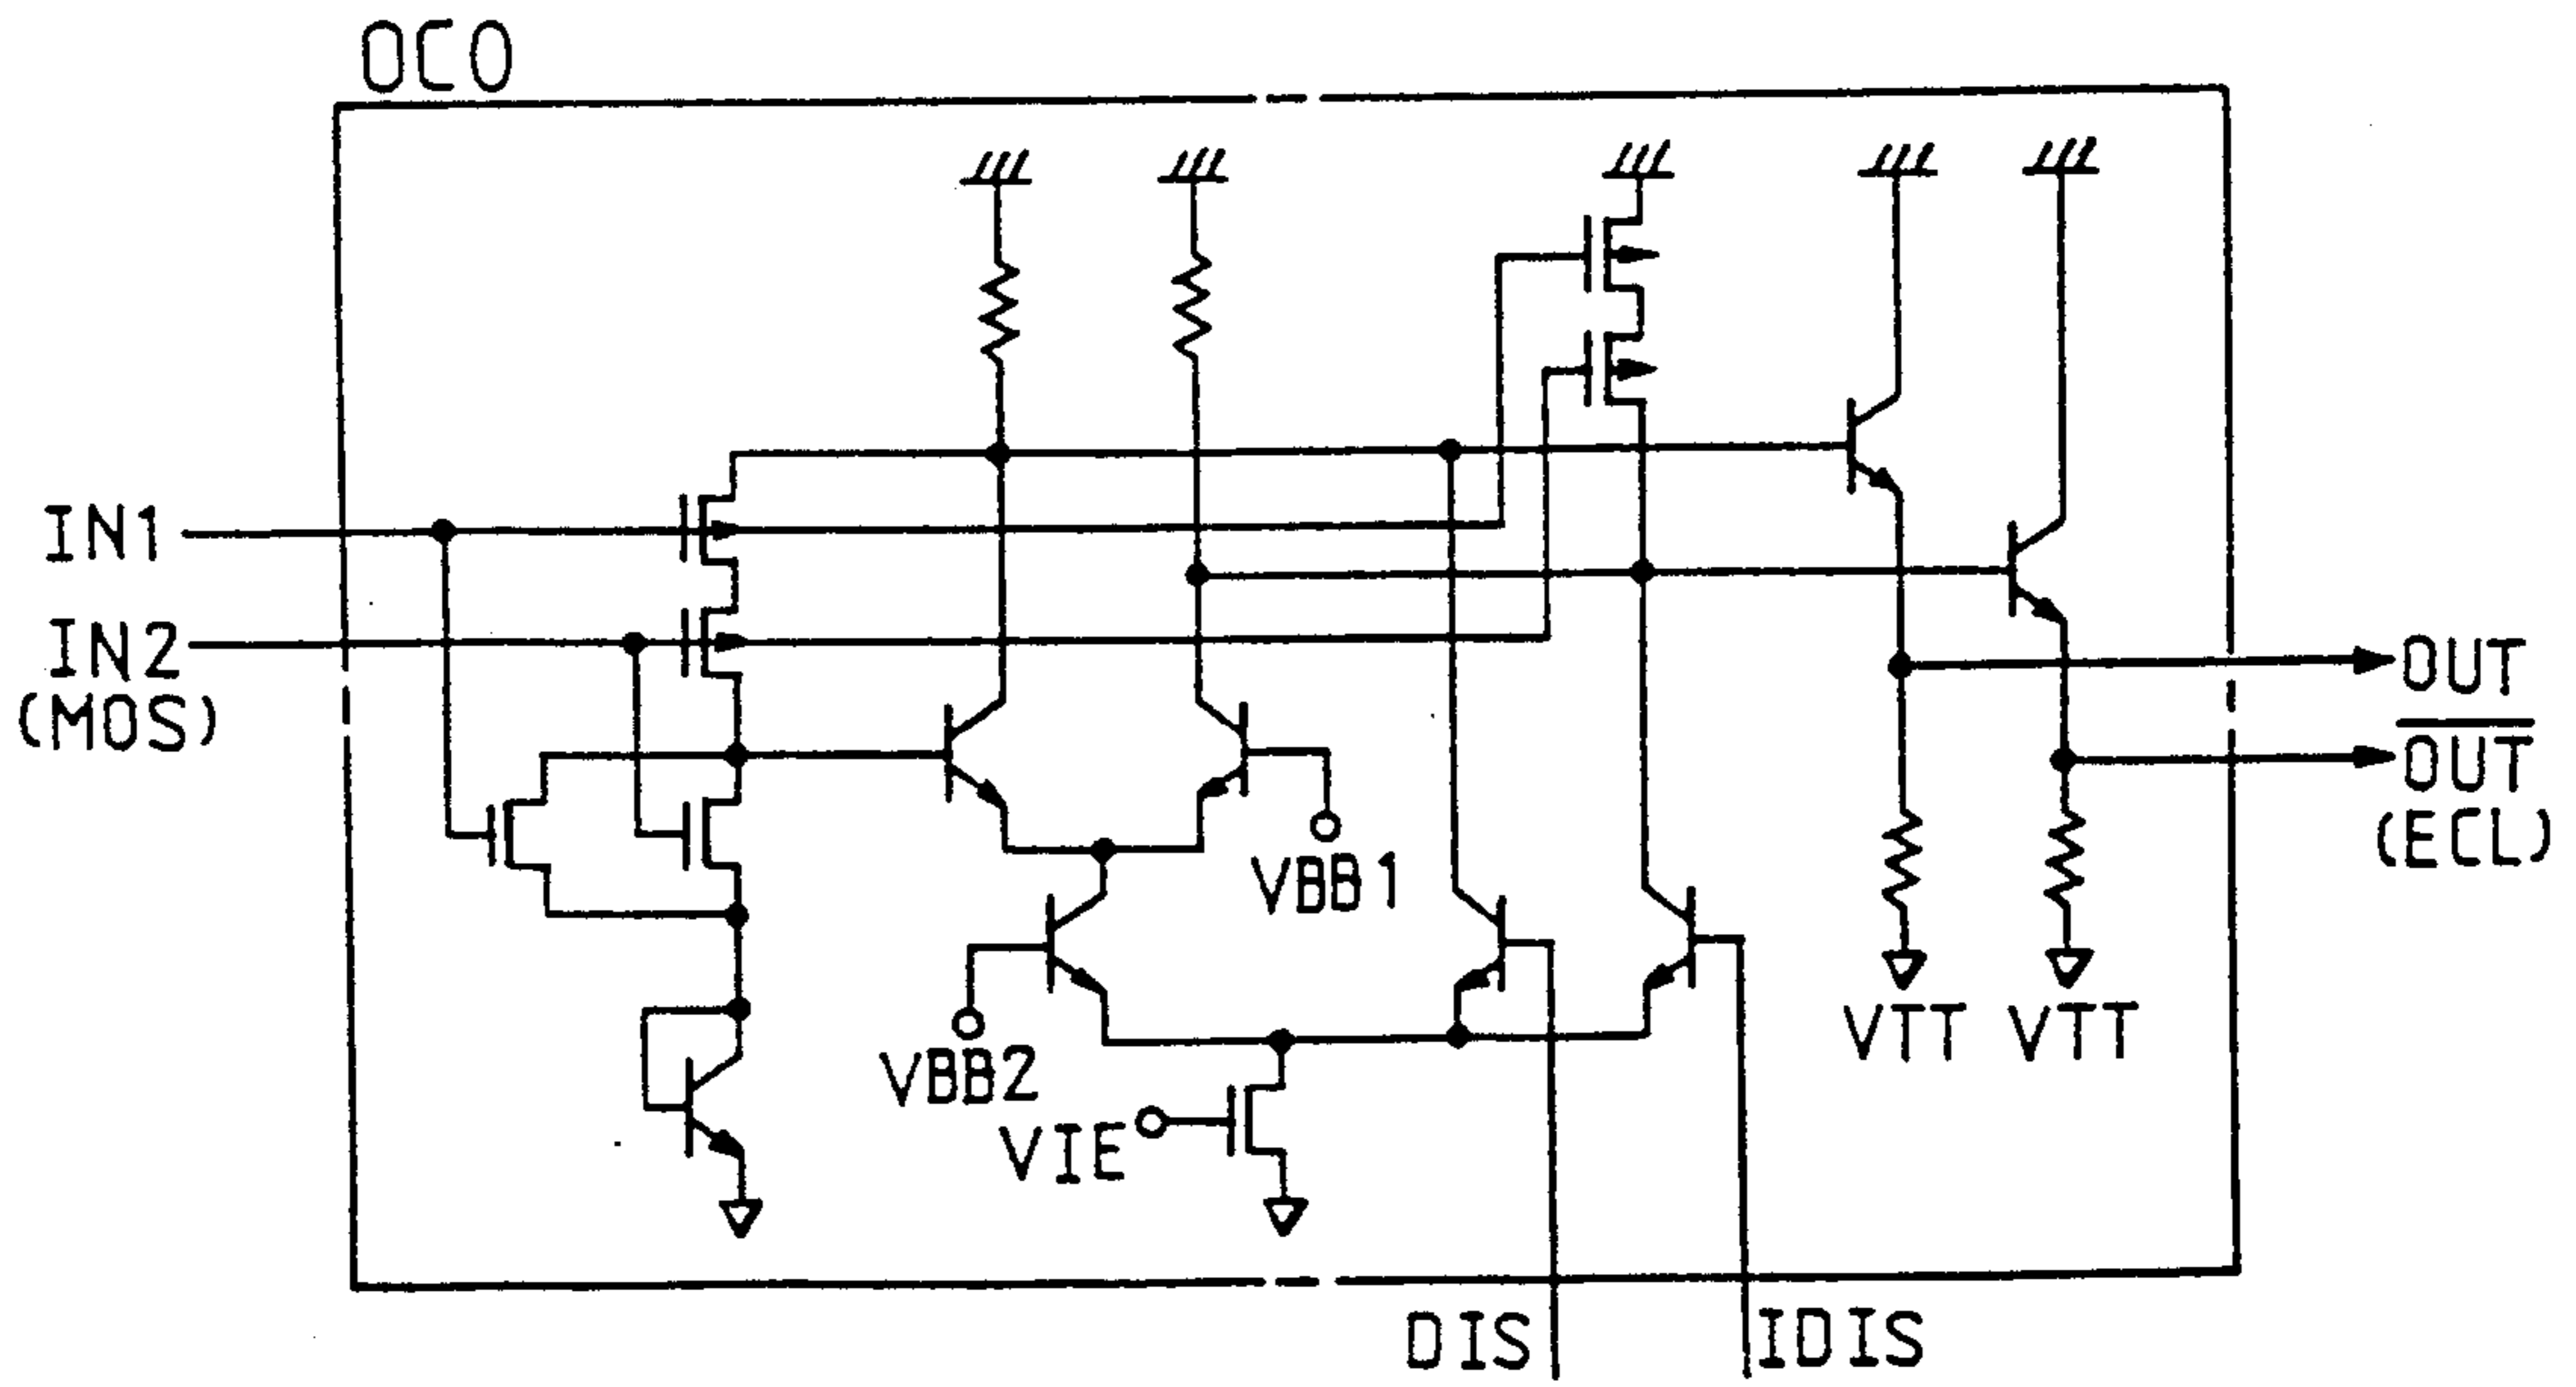 OCO
IN1
IN2
(MOS)
OUT
OUT
(ECL)
VBB1
VBB2
VIE
VTT
VTT
DIS
IDIS